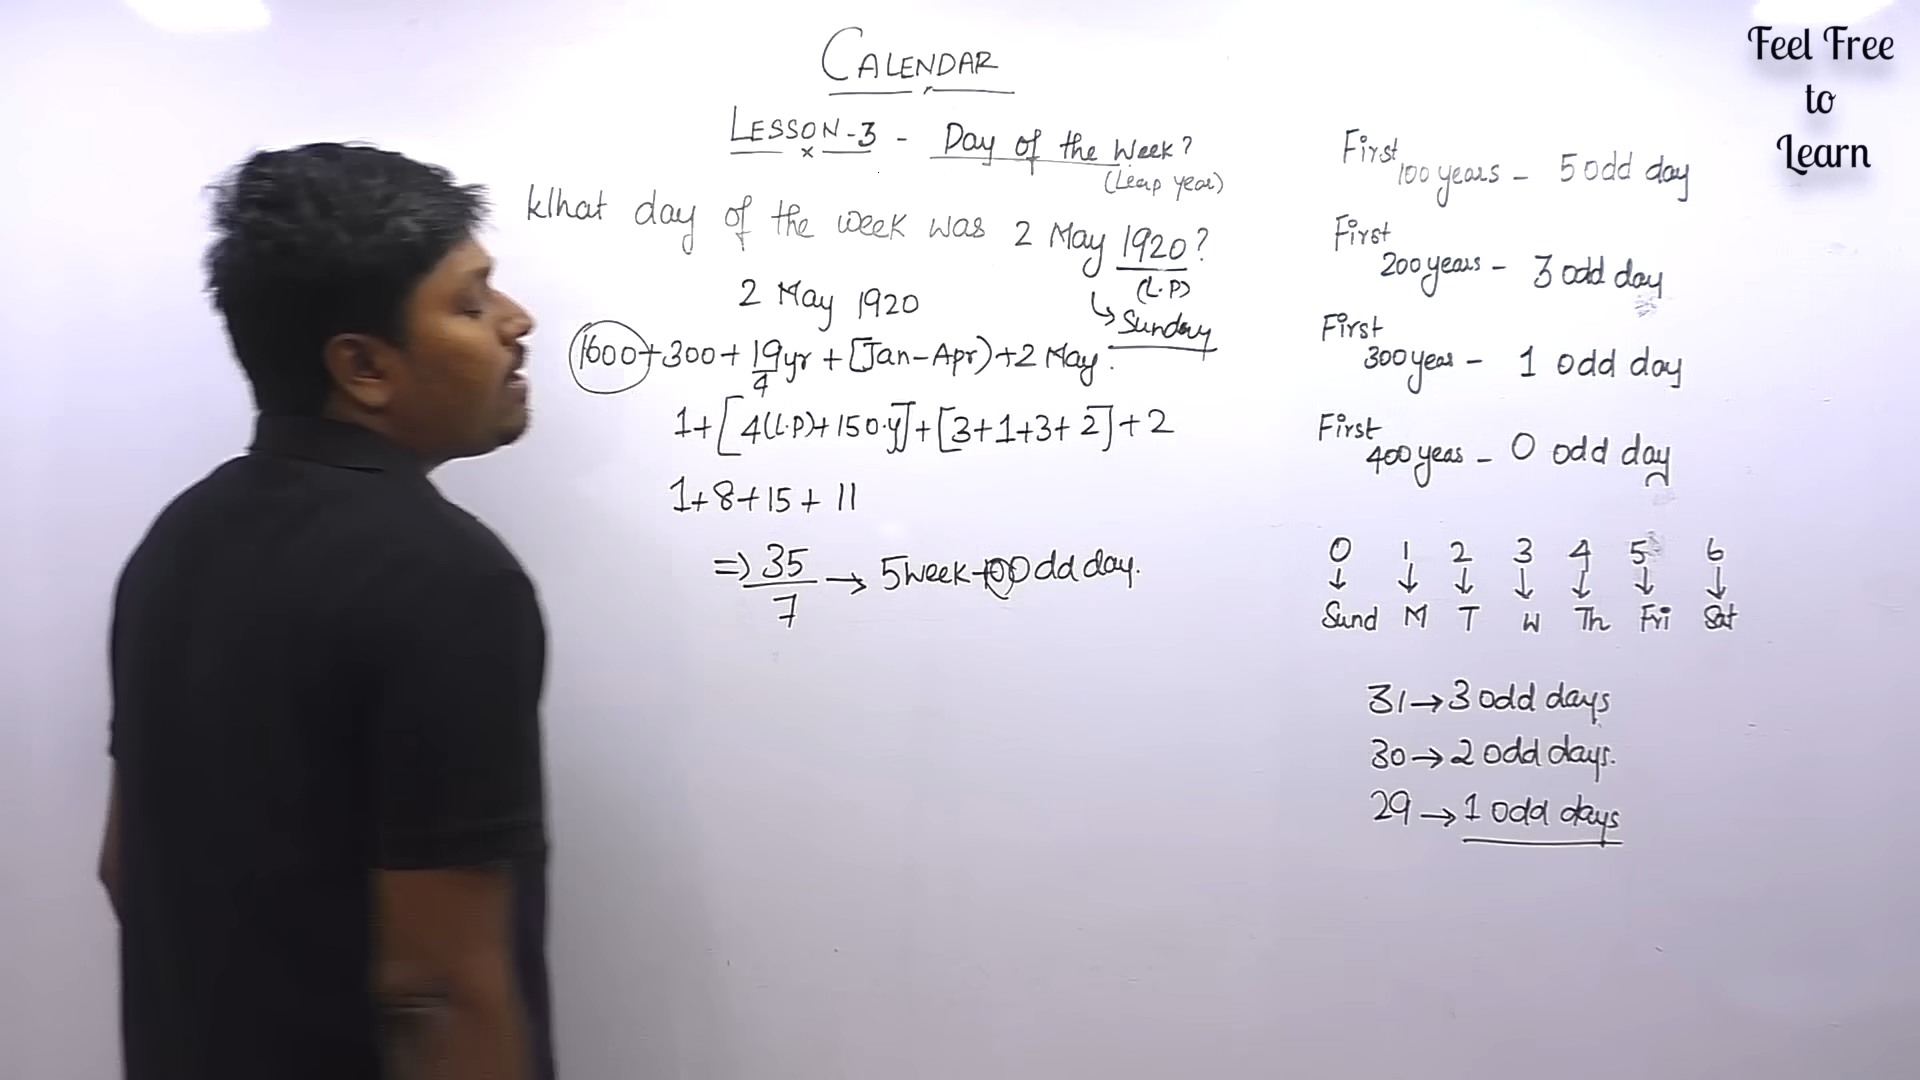 CALENDAR
LESSON-3 - Day of the Week?
(Leap year)
What day of the week was 2 May 1920?
(L.P)
↳ Sunday
2 May 1920
1600+300+19yr+[Jan-Apr)+2 May.
4
1+[4(L.P)+15 O.y]+[3+1+3+2]+2
1+8+15+11
=> 35 → 5 week+0 Odd day.
7
First 100 years - 5 odd day
First 200 years - 3 odd day
First 300 year - 1 odd day
First 400 yeas - 0 odd day
0 1 2 3 4 5 6
↓ ↓ ↓ ↓ ↓ ↓ ↓
Sund M T W Th Fri Sat
31→3 odd days
30→2 odd days.
29→1 odd days
Feel Free
to
Learn